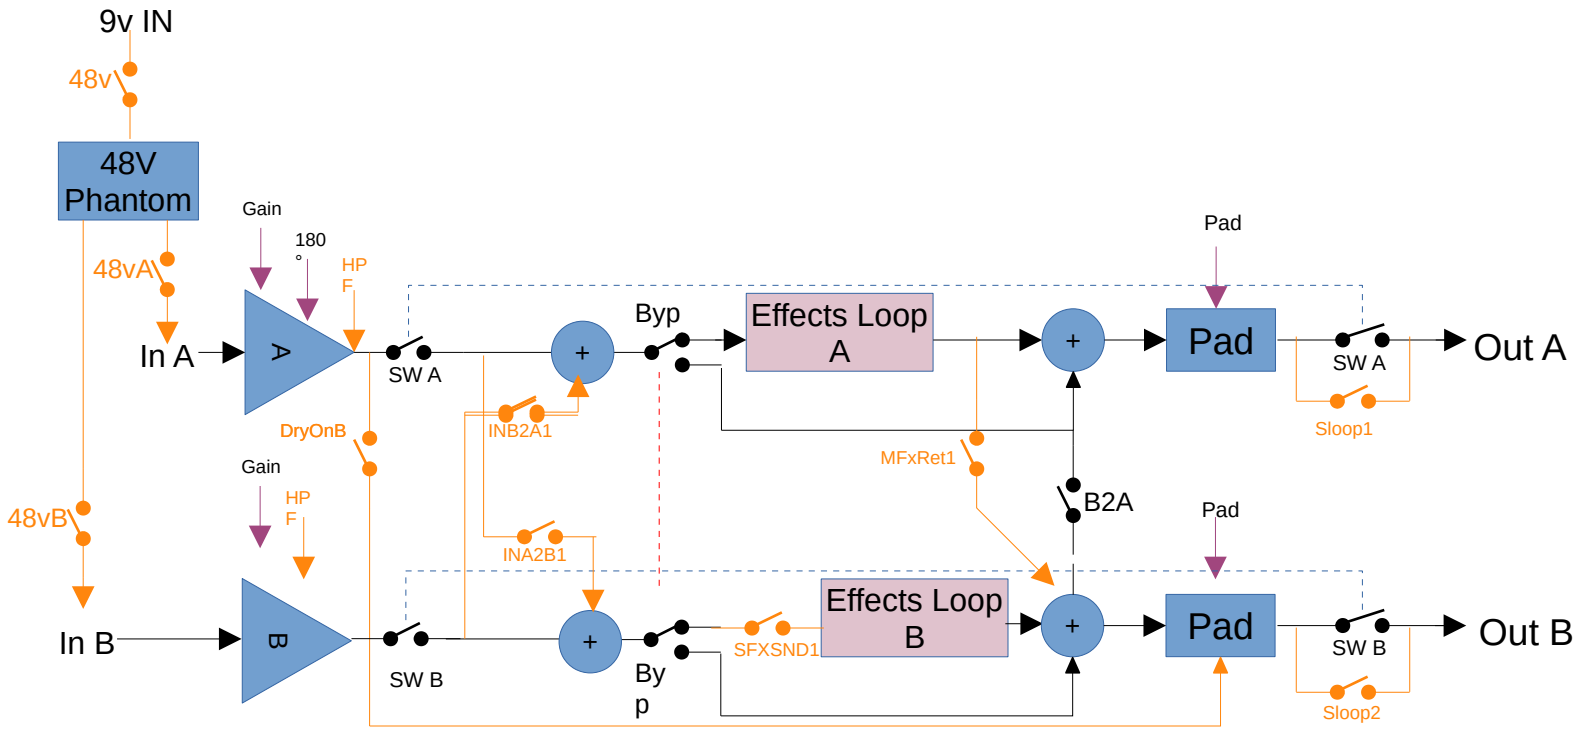 9v IN
48v
48V
Phantom
Gain
180
°
HP
F
48vA
In A
A
SW A
Byp
+
Effects Loop
A
+
Pad
Pad
SW A
Out A
Sloop1
DryOnB
INB2A1
MFxRet1
B2A
Gain
HP
F
48vB
INA2B1
Pad
In B
B
SW B
+
By
p
SFXSND1
Effects Loop
B
+
Pad
SW B
Out B
Sloop2